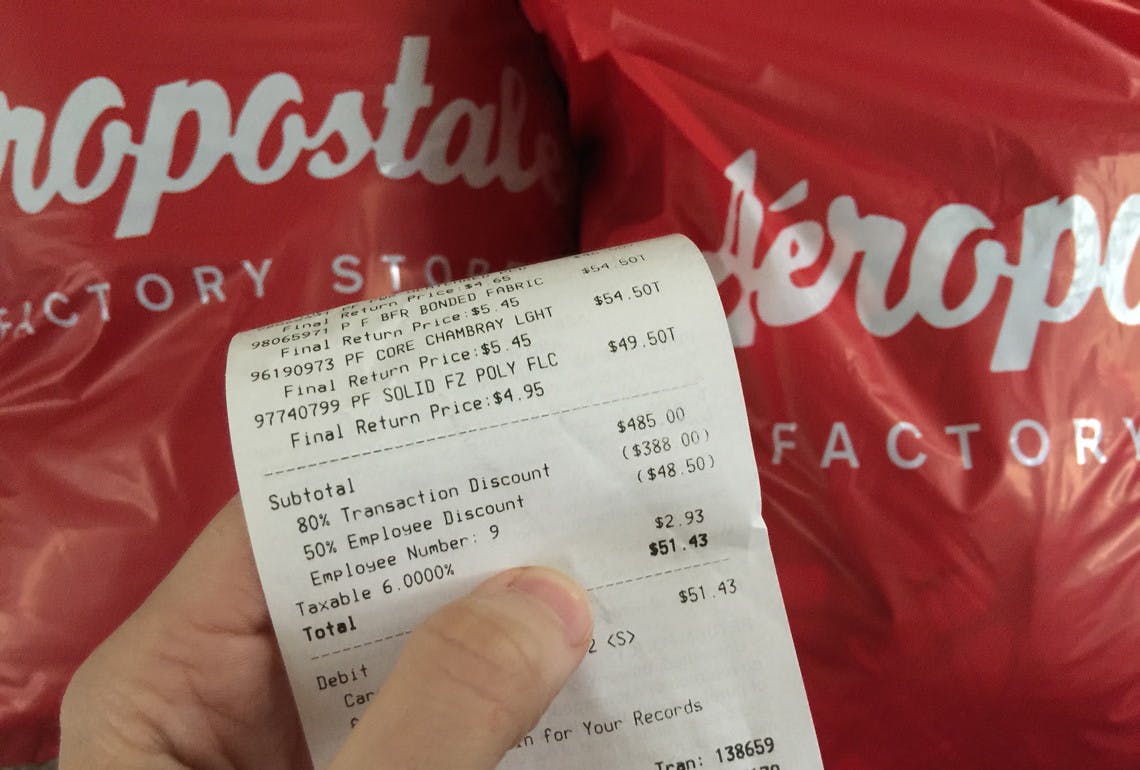 ropostale
FACTORY STO
Aéropo
FACTORY
$54.50T
Final Return Price:$4.65
98065971 P F BFR BONDED FABRIC $54.50T
Final Return Price:$5.45
96190973 PF CORE CHAMBRAY LGHT $49.50T
Final Return Price:$5.45
97740799 PF SOLID FZ POLY FLC
Final Return Price:$4.95
Subtotal $485.00
80% Transaction Discount ($388.00)
50% Employee Discount ($48.50)
Employee Number: 9
Taxable 6.0000% $2.93
Total $51.43
Debit $51.43
Car 2 <S>
n for Your Records
Tran: 138659